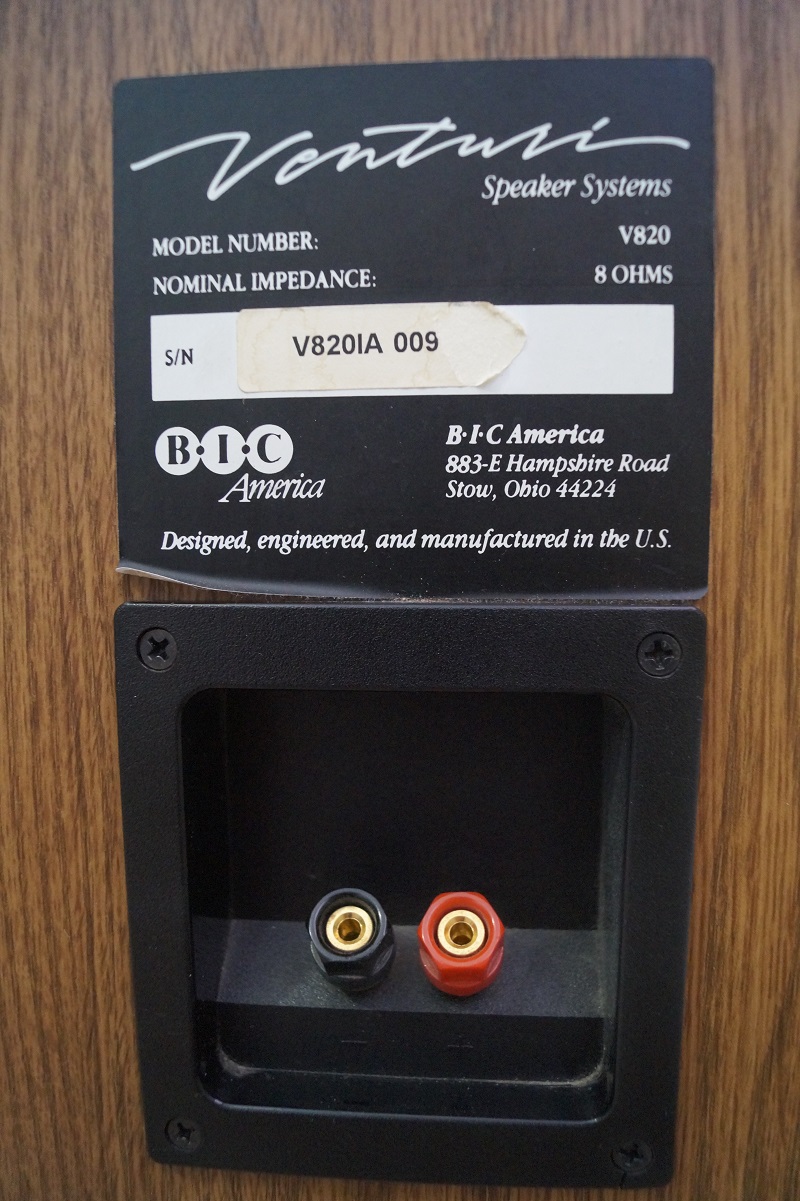 Venturi
Speaker Systems
MODEL NUMBER: V820
NOMINAL IMPEDANCE: 8 OHMS
S/N V820IA 009
B·I·C
America
B·I·C America
883-E Hampshire Road
Stow, Ohio 44224
Designed, engineered, and manufactured in the U.S.